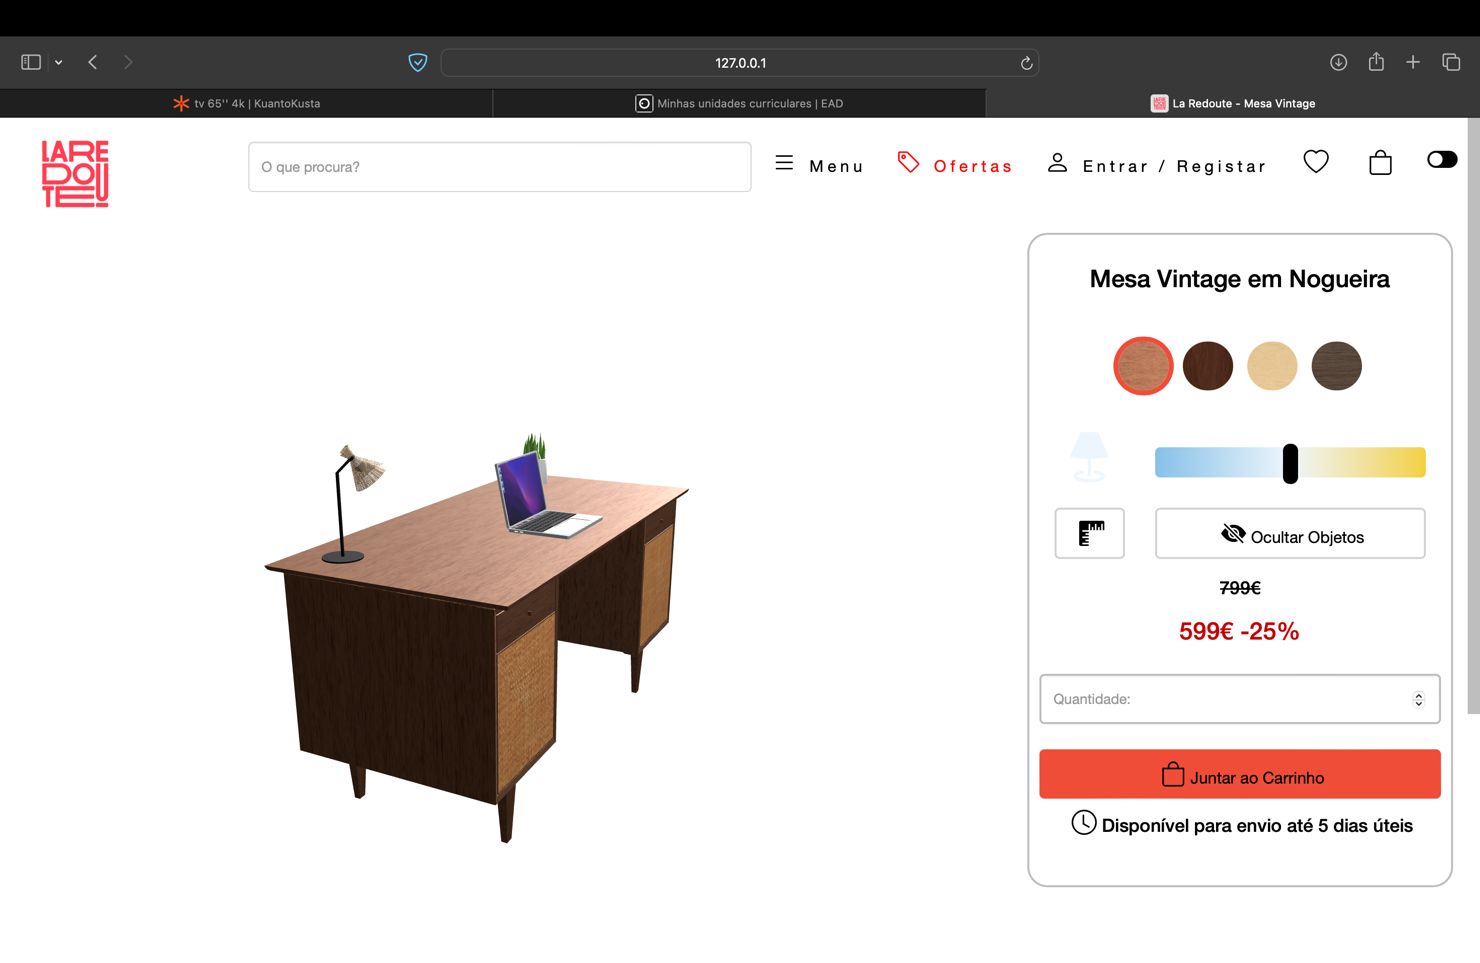 127.0.0.1
tv 65'' 4k | KuantoKusta
Minhas unidades curriculares | EAD
La Redoute - Mesa Vintage
LA RE
DOU
TE
O que procura?
Menu
Ofertas
Entrar / Registar
Mesa Vintage em Nogueira
Ocultar Objetos
799€
599€ -25%
Quantidade:
Juntar ao Carrinho
Disponível para envio até 5 dias úteis